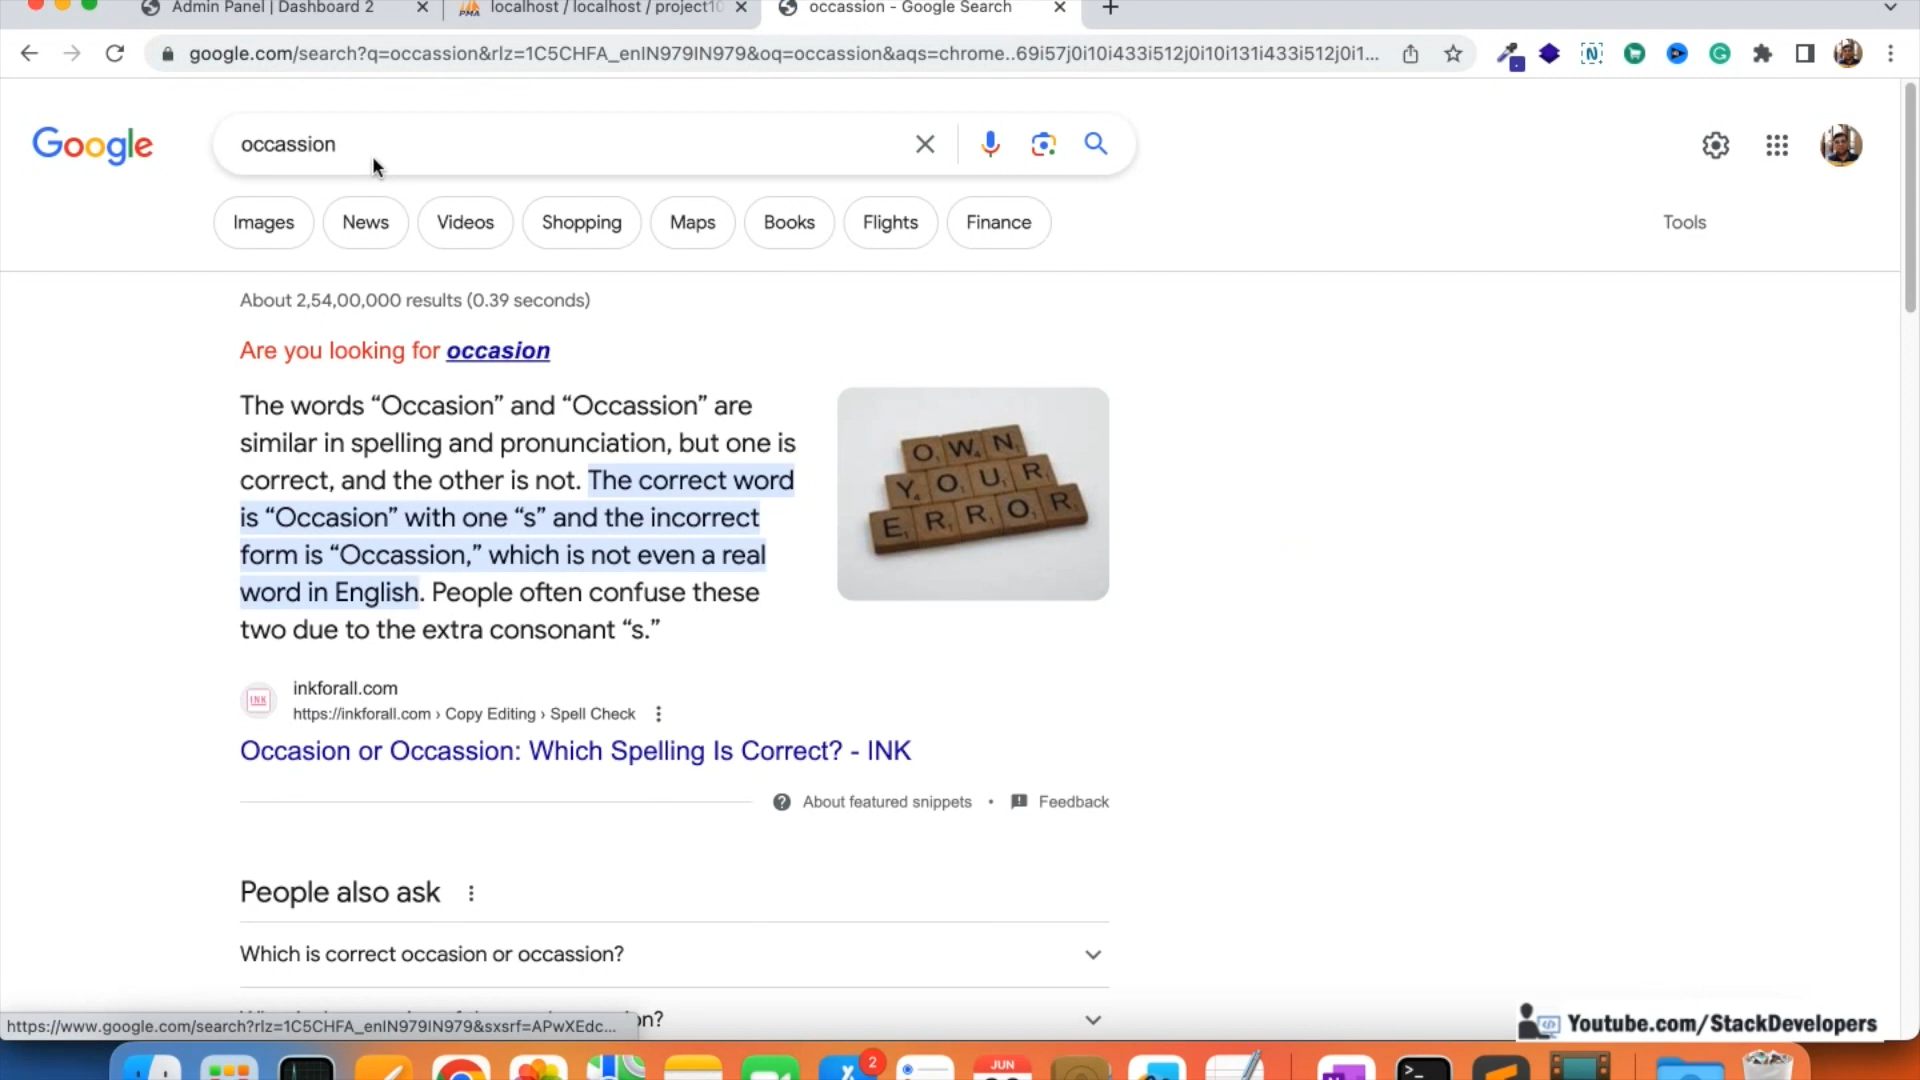 Admin Panel | Dashboard 2
localhost / localhost / project10
occassion - Google Search
google.com/search?q=occassion&rlz=1C5CHFA_enIN979IN979&oq=occassion&aqs=chrome..69i57j0i10i433i512j0i10i131i433i512j0i1...
Google
occassion
Images
News
Videos
Shopping
Maps
Books
Flights
Finance
Tools
About 2,54,00,000 results (0.39 seconds)
Are you looking for occasion
The words “Occasion” and “Occassion” are
similar in spelling and pronunciation, but one is
correct, and the other is not. The correct word
is “Occasion” with one “s” and the incorrect
form is “Occassion,” which is not even a real
word in English. People often confuse these
two due to the extra consonant “s.”
OWN
YOUR
ERROR
INK
inkforall.com
https://inkforall.com › Copy Editing › Spell Check
Occasion or Occassion: Which Spelling Is Correct? - INK
About featured snippets • Feedback
People also ask
Which is correct occasion or occassion?
https://www.google.com/search?rlz=1C5CHFA_enIN979IN979&sxsrf=APwXEdc...
Youtube.com/StackDevelopers
2
JUN